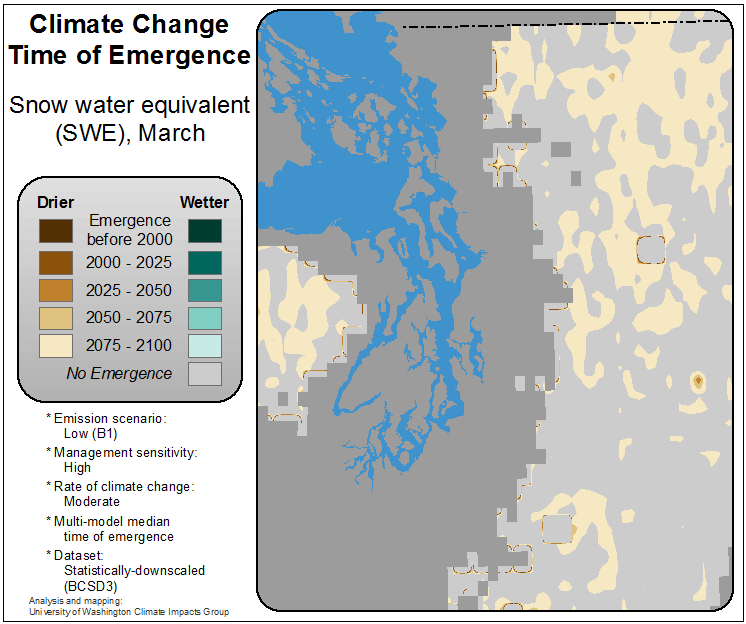 Climate Change
Time of Emergence
Snow water equivalent
(SWE), March
Drier
Wetter
Emergence
before 2000
2000 - 2025
2025 - 2050
2050 - 2075
2075 - 2100
No Emergence
* Emission scenario:
Low (B1)
* Management sensitivity:
High
* Rate of climate change:
Moderate
* Multi-model median
time of emergence
* Dataset:
Statistically-downscaled
(BCSD3)
Analysis and mapping:
University of Washington Climate Impacts Group